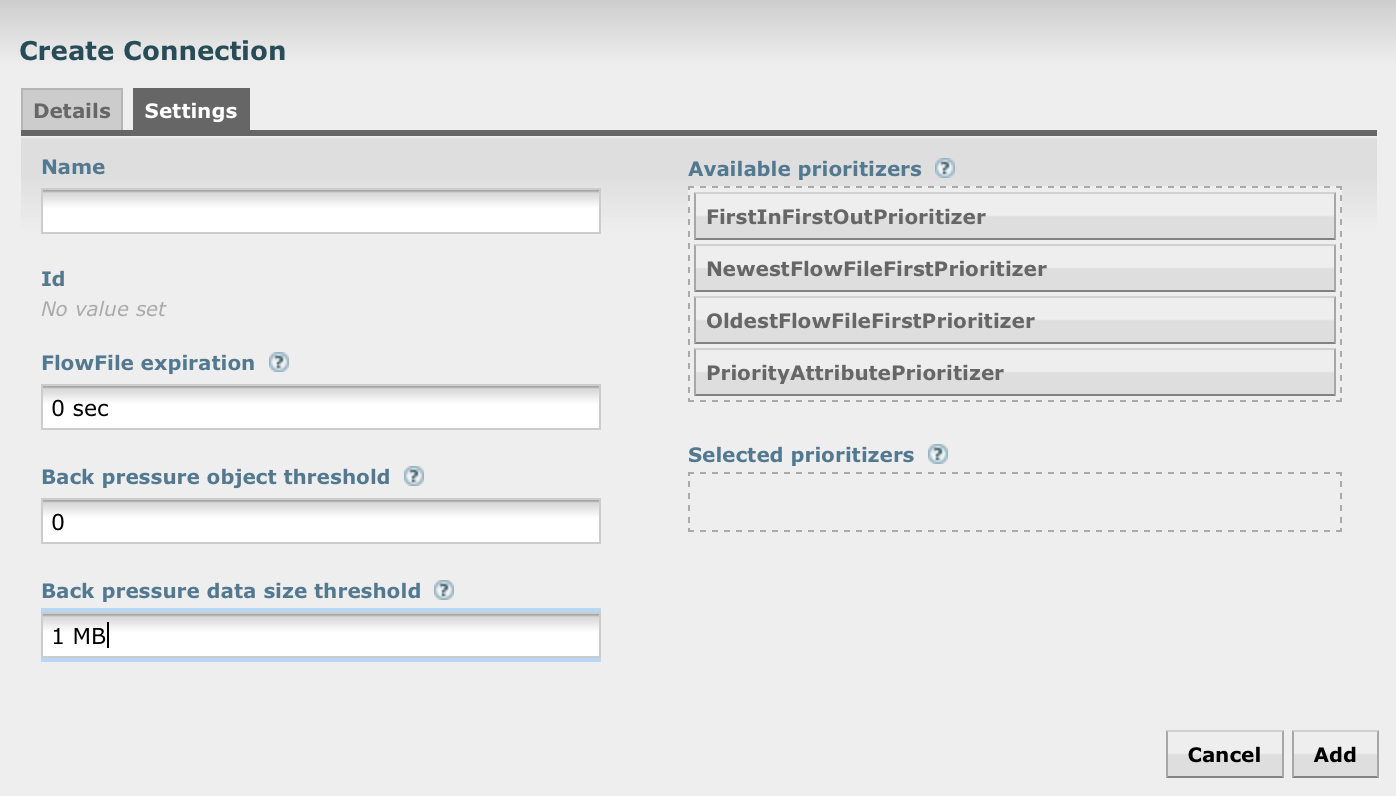 Create Connection
Details
Settings
Name
Id
No value set
FlowFile expiration ?
0 sec
Back pressure object threshold ?
0
Back pressure data size threshold ?
1 MB
Available prioritizers ?
FirstInFirstOutPrioritizer
NewestFlowFileFirstPrioritizer
OldestFlowFileFirstPrioritizer
PriorityAttributePrioritizer
Selected prioritizers ?
Cancel
Add